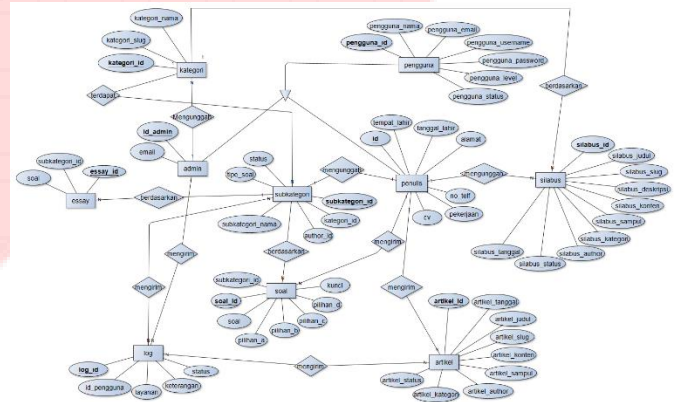 kategori_nama
kategori_slug
kategori_id
kategori
pengguna_nama
pengguna_email
pengguna_id
pengguna_username
pengguna_password
pengguna_level
pengguna_status
pengguna
terdapat
Mengunggah
berdasarkan
id_admin
email
admin
tempat_lahir
tanggal_lahir
id
alamat
penulis
no_telf
pekerjaan
cv
mengunggah
mengunggah
silabus_id
silabus_judul
silabus_slug
silabus_deskripsi
silabus_konten
silabus_sampul
silabus_kategori
silabus_author
silabus_status
silabus_tanggal
silabus
subkategori_id
essay_id
soal
essay
berdasarkan
status
tipo_soal
subkategori
subkategori_id
kategori_id
author_id
subkategori_nama
berdasarkan
mengirim
mengirim
mengirim
mengirim
subkategori_id
kunci
soal_id
soal
pilihan_d
soal
pilihan_c
pilihan_a
pilihan_b
artikel_id
artikel_tanggal
artikel_judul
artikel_slug
artikel_konten
artikel_sampul
artikel_author
artikel_kategori
artikel_status
artikel
log
log_id
status
id_pengguna
layanan
keterangan
mengirim